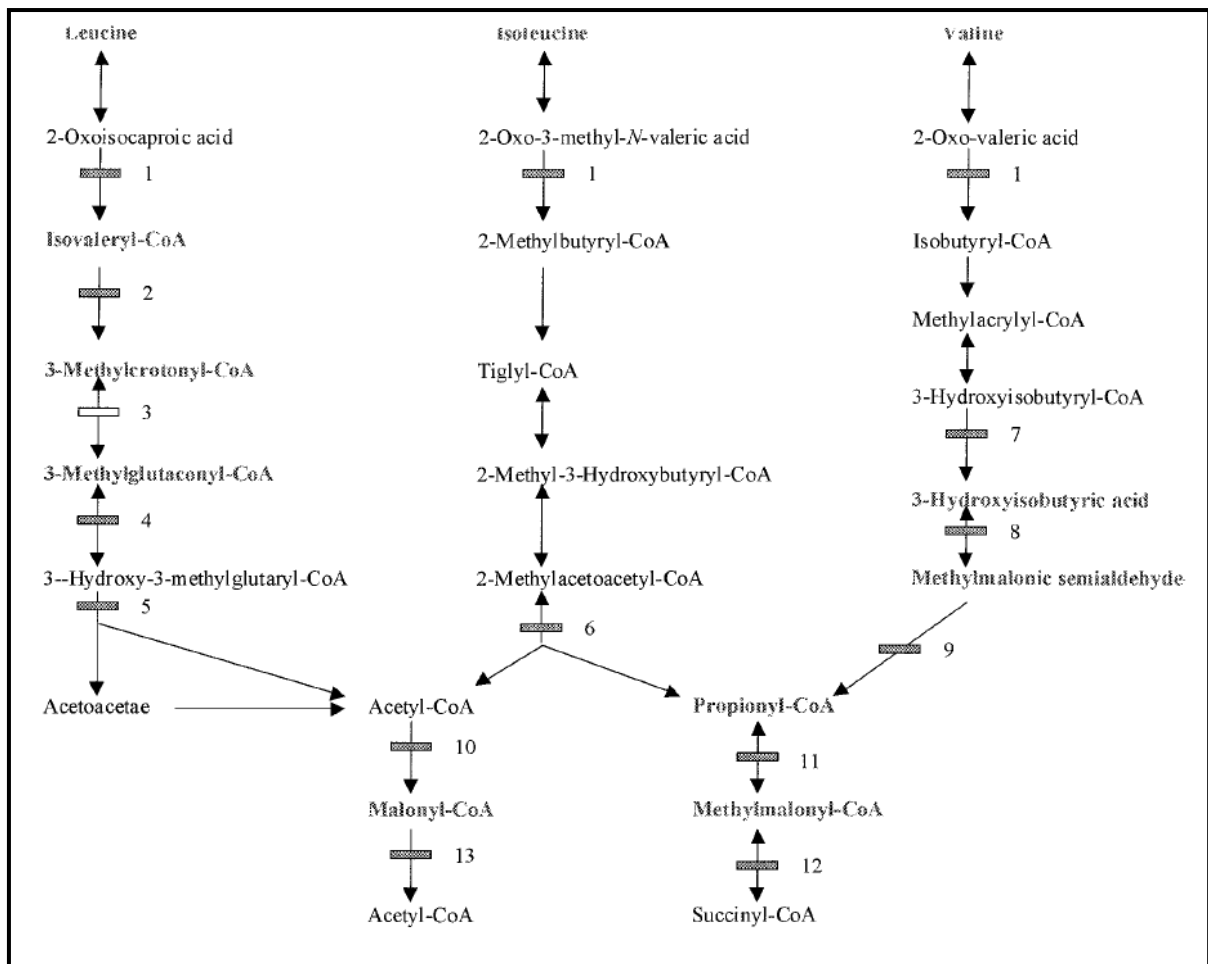 Leucine Isoleucine Valine
2-Oxoisocaproic acid 2-Oxo-3-methyl-N-valeric acid 2-Oxo-valeric acid
1 1 1
Isovaleryl-CoA 2-Methylbutyryl-CoA Isobutyryl-CoA
2
Methylacrylyl-CoA
3-Methylcrotonyl-CoA Tiglyl-CoA
3-Hydroxyisobutyryl-CoA
3 7
3-Methylglutaconyl-CoA 2-Methyl-3-Hydroxybutyryl-CoA
3-Hydroxyisobutyric acid
4 8
3--Hydroxy-3-methylglutaryl-CoA 2-Methylacetoacetyl-CoA Methylmalonic semialdehyde
5 6 9
Acetoacetae Acetyl-CoA Propionyl-CoA
10 11
Malonyl-CoA Methylmalonyl-CoA
13 12
Acetyl-CoA Succinyl-CoA